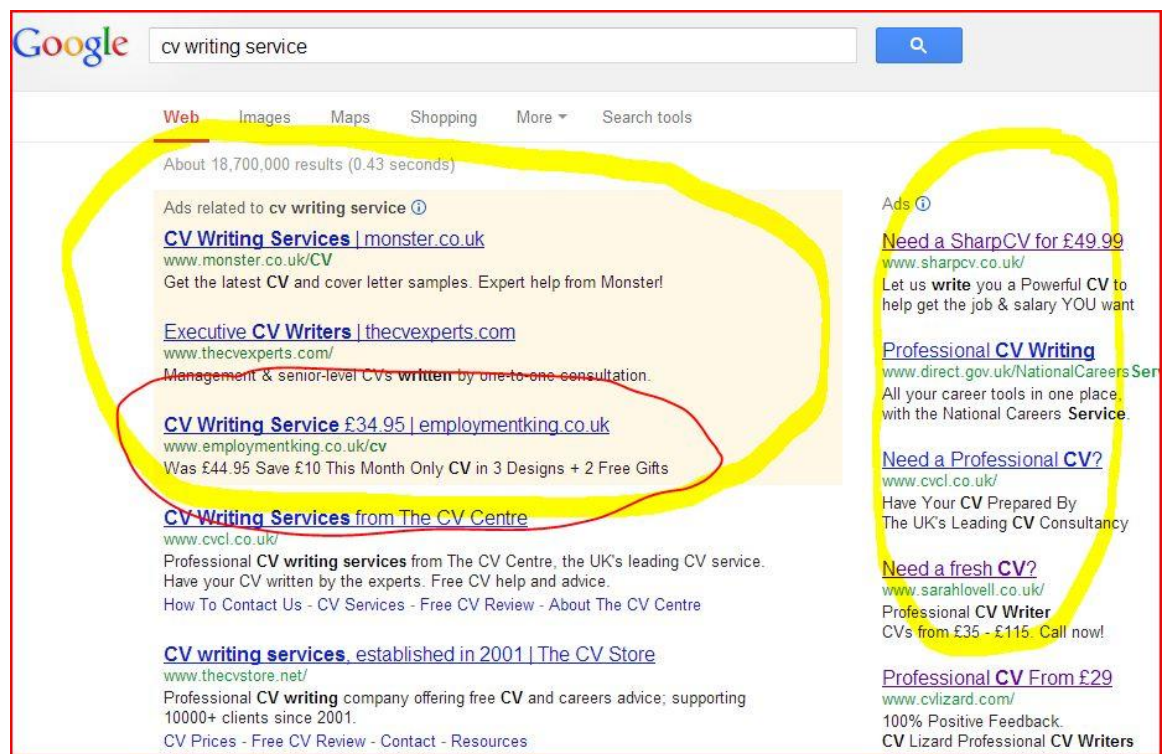 Google
cv writing service
Web Images Maps Shopping More Search tools
About 18,700,000 results (0.43 seconds)
Ads related to cv writing service
CV Writing Services | monster.co.uk
www.monster.co.uk/CV
Get the latest CV and cover letter samples. Expert help from Monster!
Executive CV Writers | thecvexperts.com
www.thecvexperts.com/
Management & senior-level CVs written by one-to-one consultation.
CV Writing Service £34.95 | employmentking.co.uk
www.employmentking.co.uk/cv
Was £44.95 Save £10 This Month Only CV in 3 Designs + 2 Free Gifts
CV Writing Services from The CV Centre
www.cvcl.co.uk/
Professional CV writing services from The CV Centre, the UK's leading CV service.
Have your CV written by the experts. Free CV help and advice.
How To Contact Us - CV Services - Free CV Review - About The CV Centre
CV writing services, established in 2001 | The CV Store
www.thecvstore.net/
Professional CV writing company offering free CV and careers advice; supporting
10000+ clients since 2001.
CV Prices - Free CV Review - Contact - Resources
Ads
Need a SharpCV for £49.99
www.sharpcv.co.uk/
Let us write you a Powerful CV to
help get the job & salary YOU want
Professional CV Writing
www.direct.gov.uk/NationalCareersSer
All your career tools in one place,
with the National Careers Service.
Need a Professional CV?
www.cvcl.co.uk/
Have Your CV Prepared By
The UK's Leading CV Consultancy
Need a fresh CV?
www.sarahlovell.co.uk/
Professional CV Writer
CVs from £35 - £115. Call now!
Professional CV From £29
www.cvlizard.com/
100% Positive Feedback.
CV Lizard Professional CV Writers